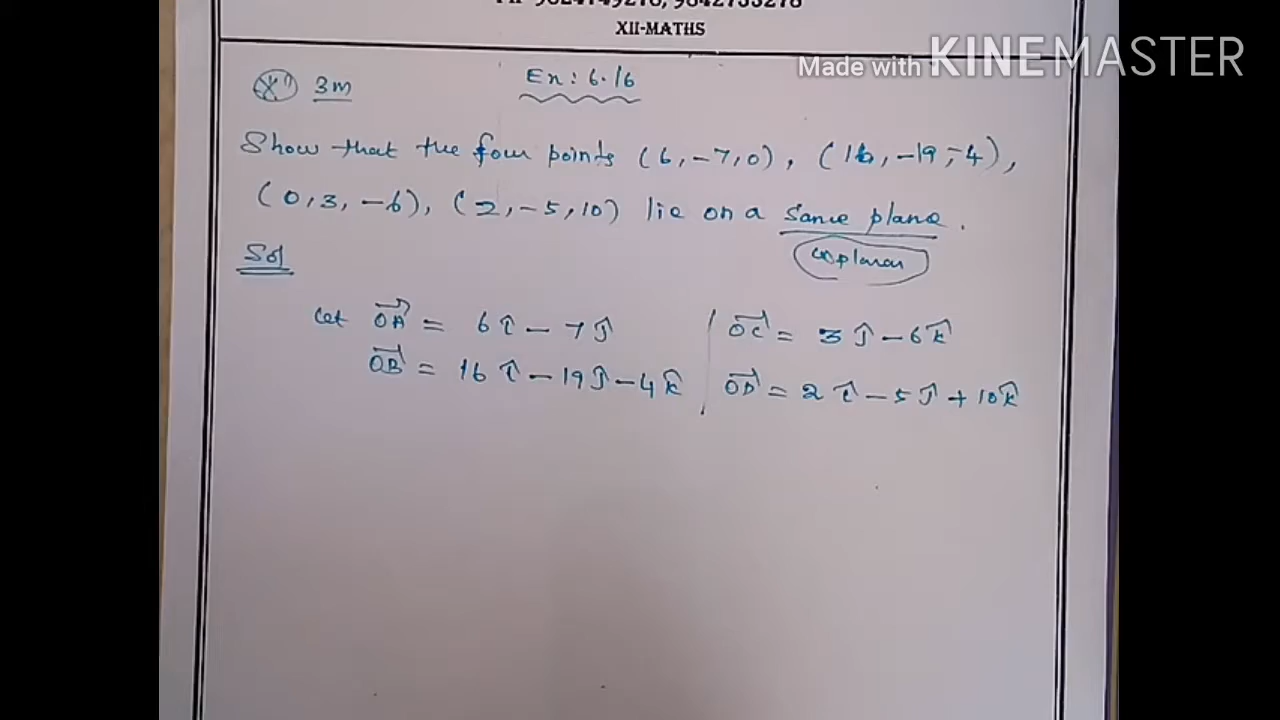 XII-MATHS
Made with KINEMASTER
3m
Ex : 6.16
Show that the four points (6, -7, 0), (16, -19, -4),
(0, 3, -6), (2, -5, 10) lie on a same plane.
coplanar
Sol
Let OA⃗ = 6î - 7ĵ
OB⃗ = 16î - 19ĵ - 4k̂
OC⃗ = 3ĵ - 6k̂
OD⃗ = 2î - 5ĵ + 10k̂